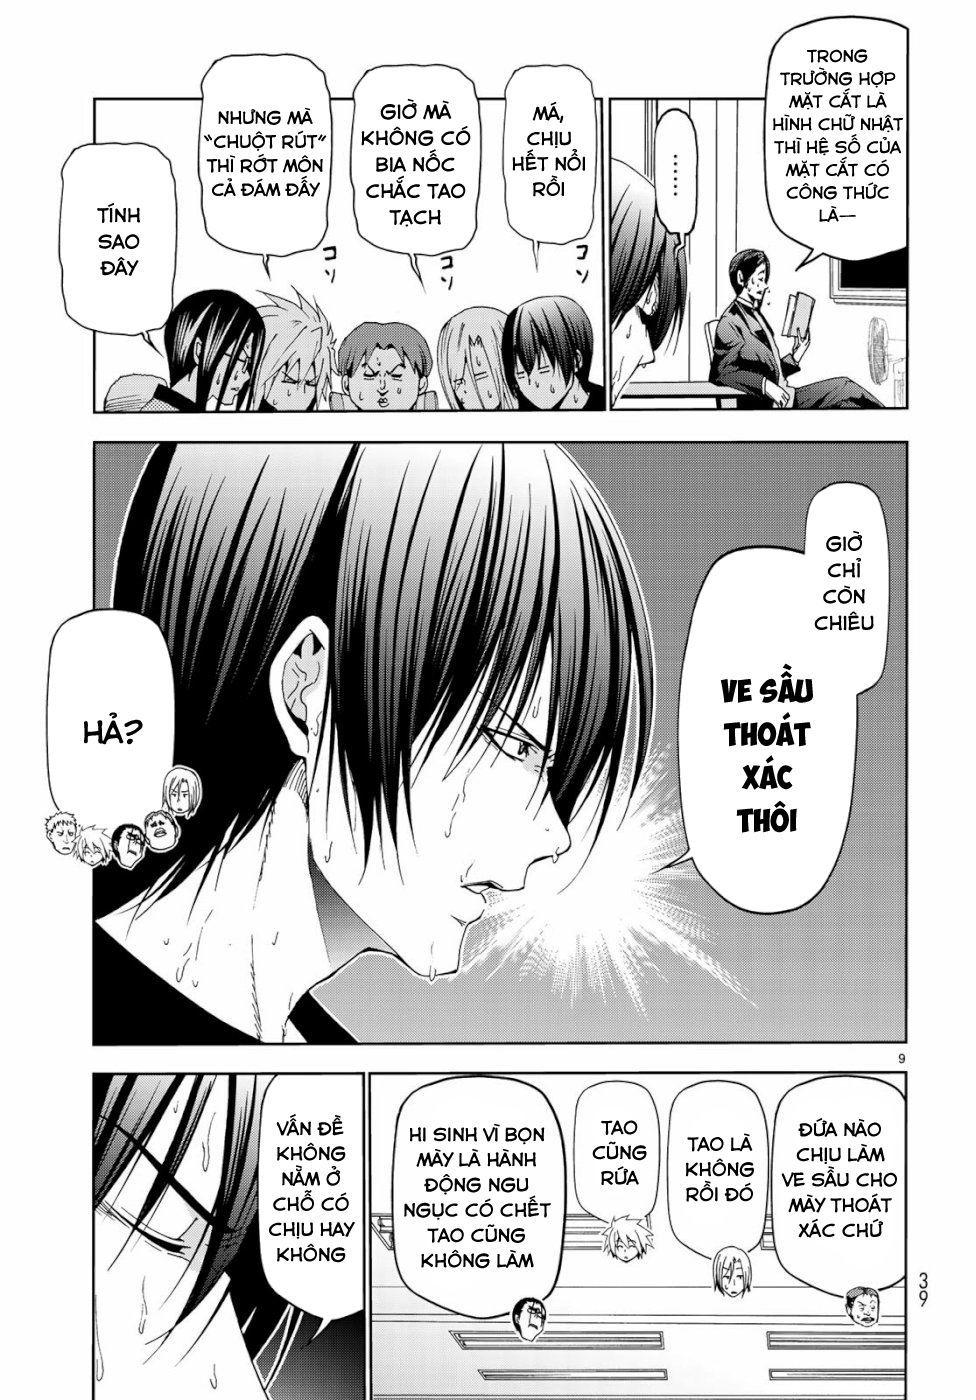 TRONG
TRƯỜNG HỢP
MẶT CẮT LÀ
HÌNH CHỮ NHẬT
THÌ HỆ SỐ CỦA
MẶT CẮT CÓ
CÔNG THỨC
LÀ--
......
MÁ,
CHỊU
HẾT NỔI
RỒI
GIỜ MÀ
KHÔNG CÓ
BIA NỐC
CHẮC TAO
TẠCH
NHƯNG MÀ
"CHUỘT RÚT"
THÌ RỚT MÔN
CẢ ĐÁM ĐẤY
TÍNH
SAO
ĐÂY
コソ
コソ
GIỜ
CHỈ
CÒN
CHIÊU
VE SẦU
THOÁT
XÁC
THÔI
HẢ?
9
ĐỨA NÀO
CHỊU LÀM
VE SẦU CHO
MÀY THOÁT
XÁC CHỨ
TAO LÀ
KHÔNG
RỒI ĐÓ
TAO
CŨNG
RỨA
HI SINH VÌ BỌN
MÀY LÀ HÀNH
ĐỘNG NGU
NGỤC CÓ CHẾT
TAO CŨNG
KHÔNG LÀM
VẤN ĐỀ
KHÔNG
NẰM Ở
CHỖ CÓ
CHỊU HAY
KHÔNG
39